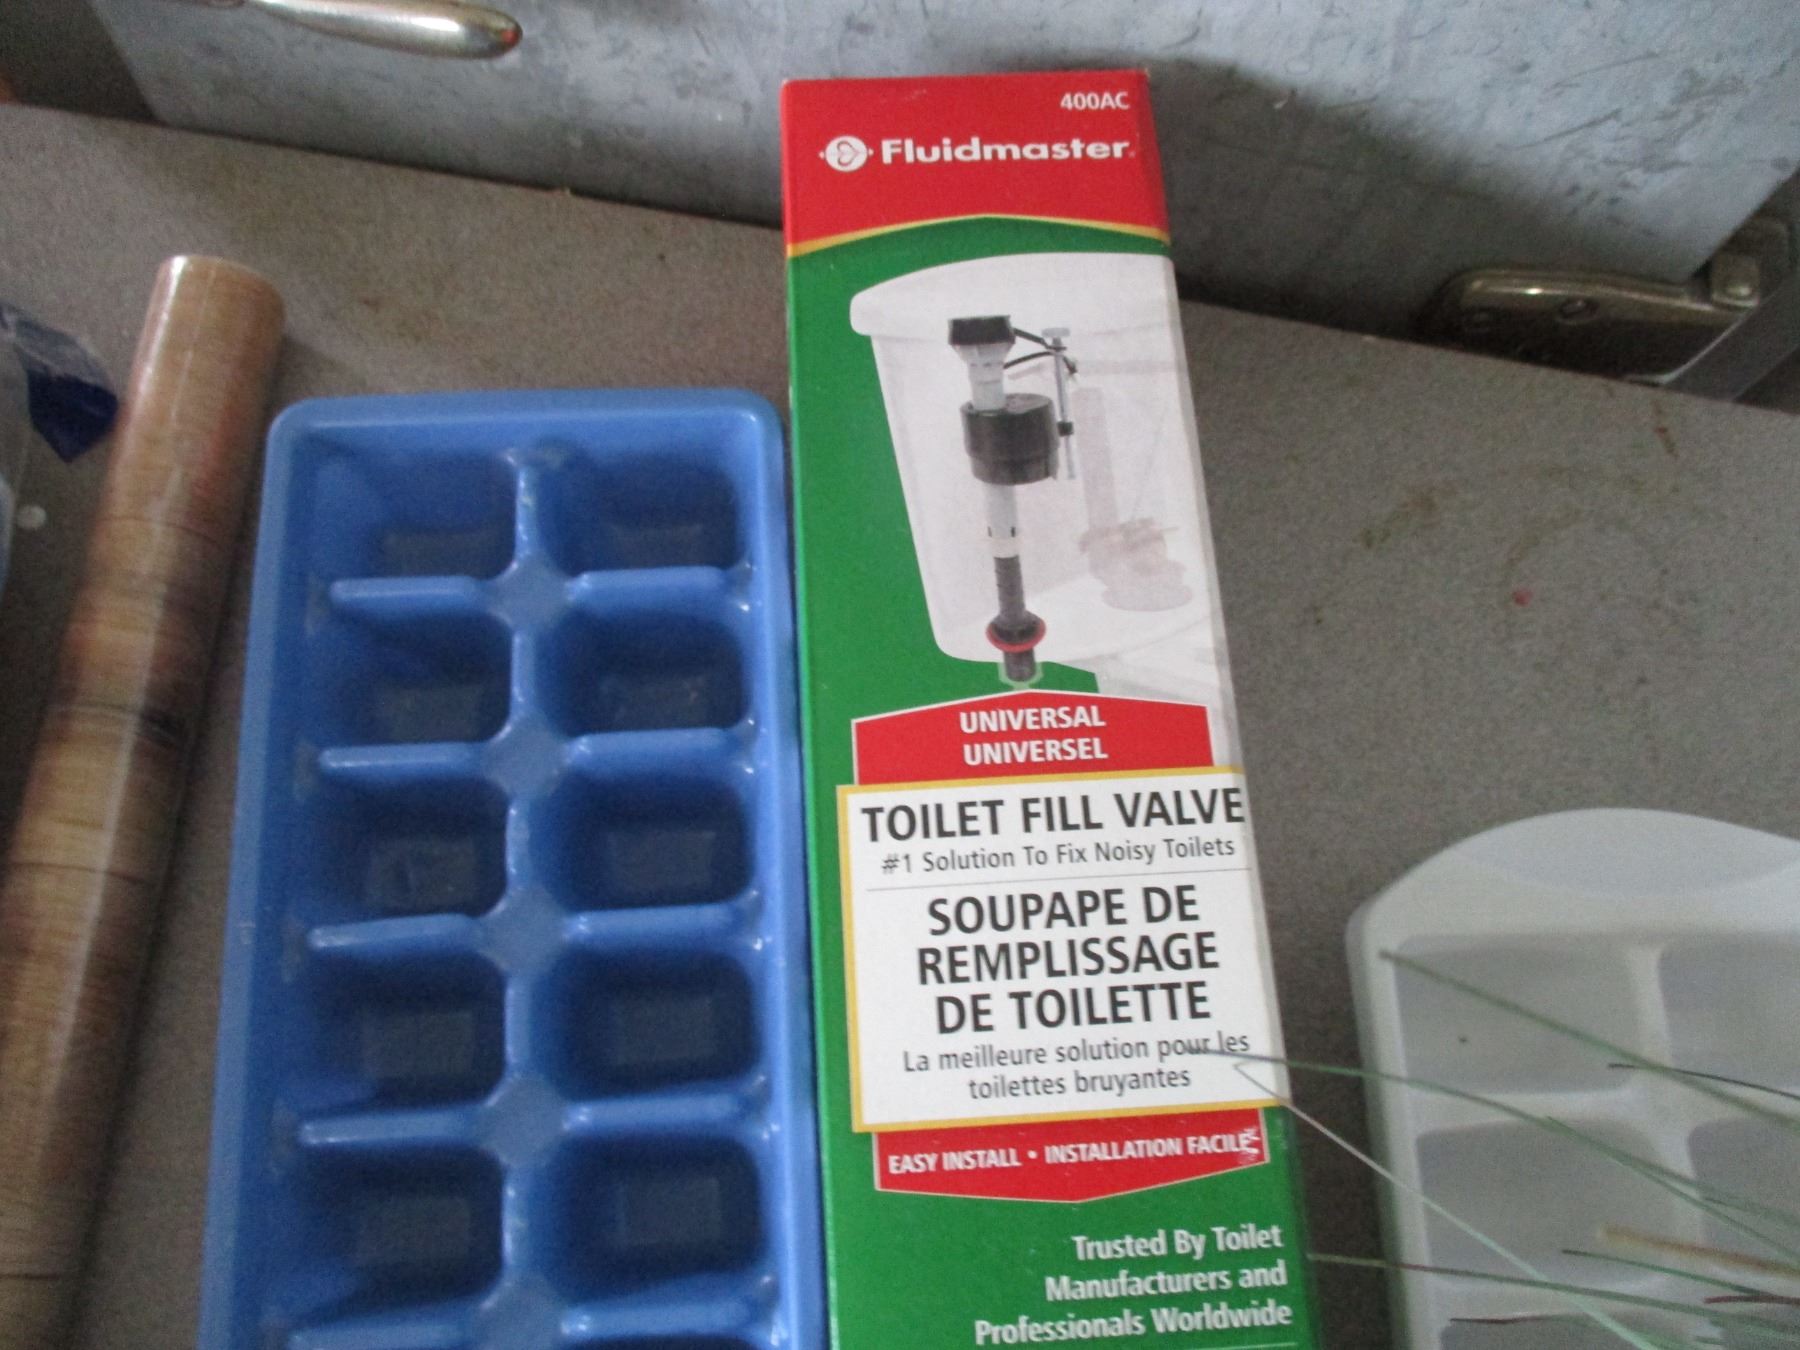 400AC
Fluidmaster
UNIVERSAL
UNIVERSEL
TOILET FILL VALVE
#1 Solution To Fix Noisy Toilets
SOUPAPE DE
REMPLISSAGE
DE TOILETTE
La meilleure solution pour les
toilettes bruyantes
EASY INSTALL • INSTALLATION FACILE
Trusted By Toilet
Manufacturers and
Professionals Worldwide